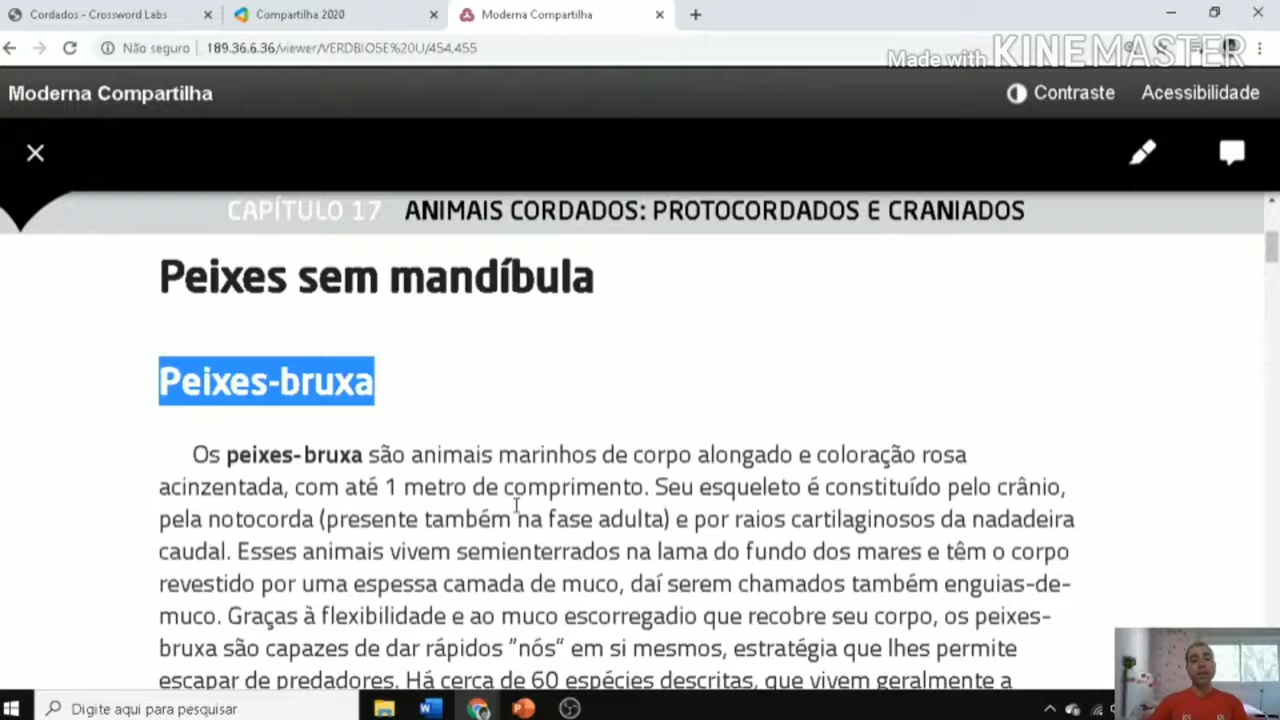 Cordados - Crossword Labs
Compartilha 2020
Moderna Compartilha
Não seguro
189.36.6.36/viewer/VERDBIO5E%20U/454,455
Made with KINEMASTER
Moderna Compartilha
Contraste
Acessibilidade
CAPÍTULO 17 ANIMAIS CORDADOS: PROTOCORDADOS E CRANIADOS
Peixes sem mandíbula
Peixes-bruxa
Os peixes-bruxa são animais marinhos de corpo alongado e coloração rosa
acinzentada, com até 1 metro de comprimento. Seu esqueleto é constituído pelo crânio,
pela notocorda (presente também na fase adulta) e por raios cartilaginosos da nadadeira
caudal. Esses animais vivem semienterrados na lama do fundo dos mares e têm o corpo
revestido por uma espessa camada de muco, daí serem chamados também enguias-de-
muco. Graças à flexibilidade e ao muco escorregadio que recobre seu corpo, os peixes-
bruxa são capazes de dar rápidos "nós" em si mesmos, estratégia que lhes permite
escapar de predadores. Há cerca de 60 espécies descritas, que vivem geralmente a
Digite aqui para pesquisar